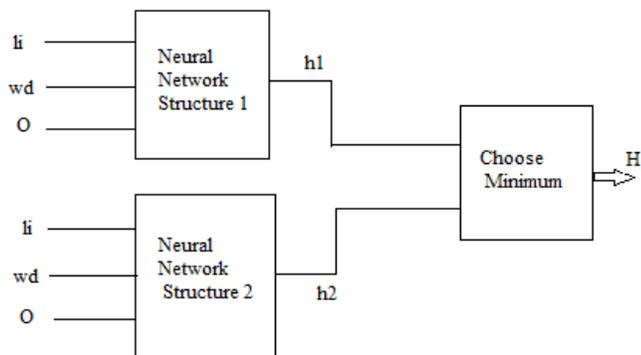 li
wd
O
Neural
Network
Structure 1
h1
Choose
Minimum
H
li
wd
O
Neural
Network
Structure 2
h2